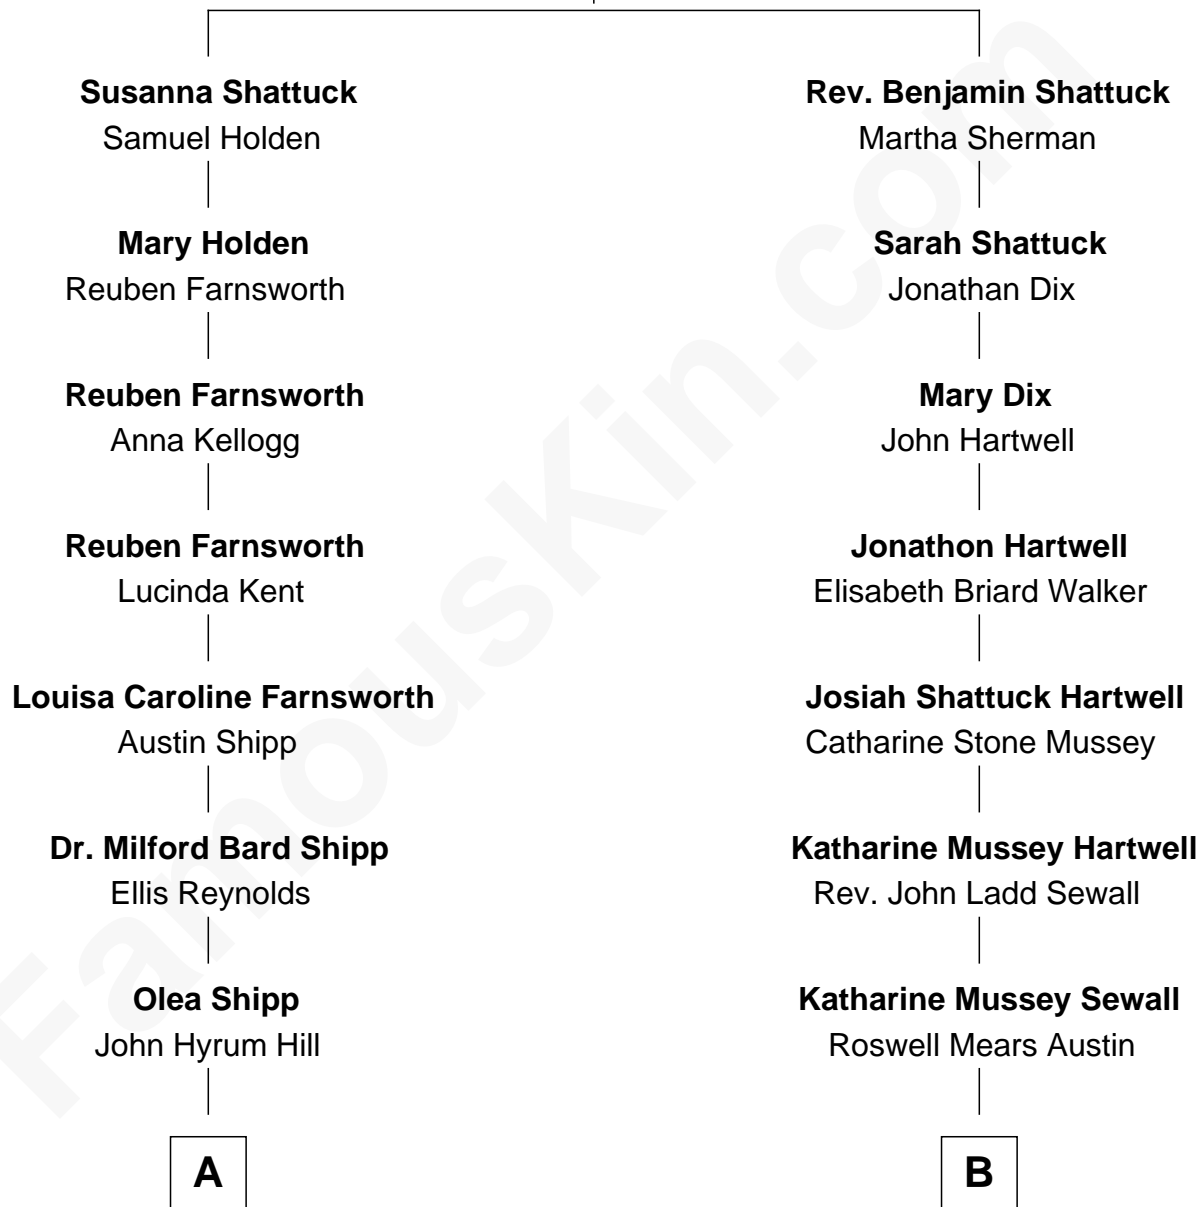 Susanna Shattuck
Samuel Holden
Mary Holden
Reuben Farnsworth
Reuben Farnsworth
Anna Kellogg
Reuben Farnsworth
Lucinda Kent
Louisa Caroline Farnsworth
Austin Shipp
Dr. Milford Bard Shipp
Ellis Reynolds
Olea Shipp
John Hyrum Hill
A
Rev. Benjamin Shattuck
Martha Sherman
Sarah Shattuck
Jonathan Dix
Mary Dix
John Hartwell
Jonathon Hartwell
Elisabeth Briard Walker
Josiah Shattuck Hartwell
Catharine Stone Mussey
Katharine Mussey Hartwell
Rev. John Ladd Sewall
Katharine Mussey Sewall
Roswell Mears Austin
B
FamousKin.com